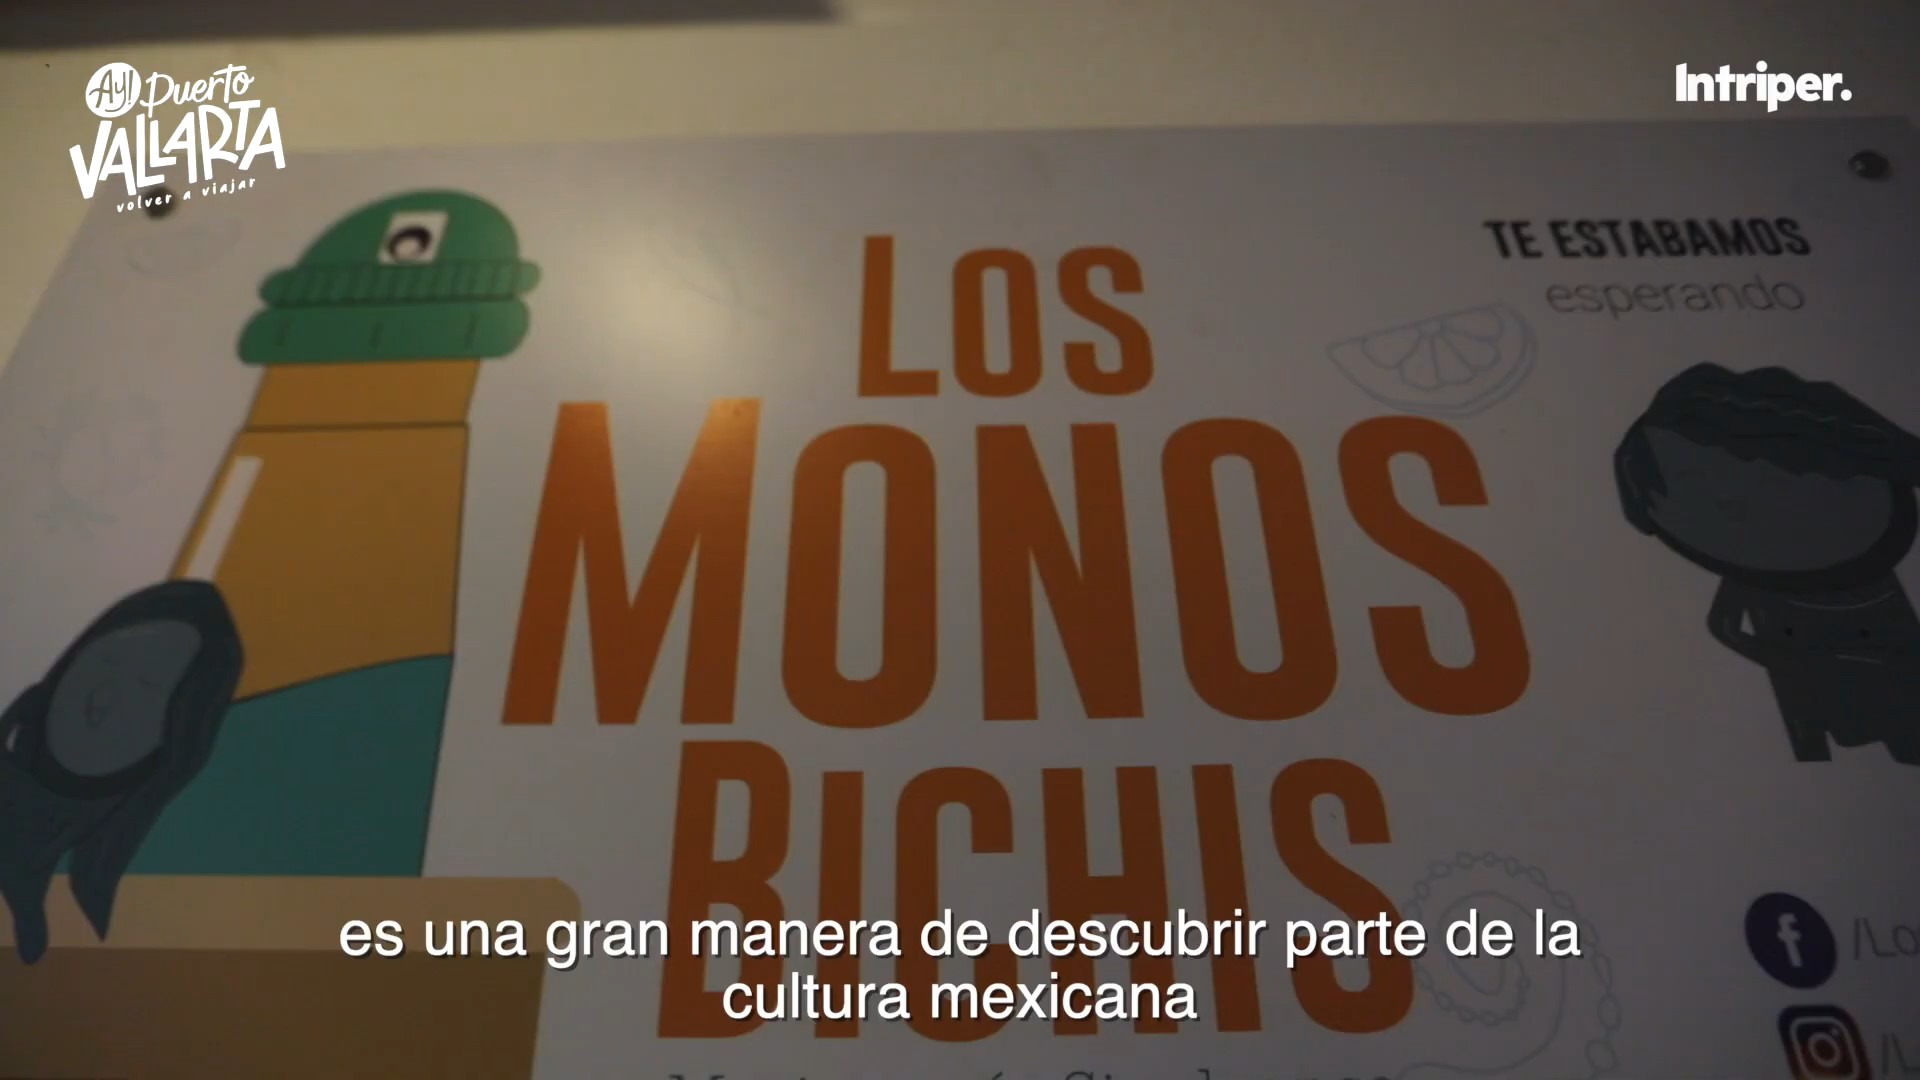 Ay! Puerto
VALLARTA
volver a viajar
Intriper.
TE ESTABAMOS
esperando
LOS
MONOS
BICHIS
es una gran manera de descubrir parte de la
cultura mexicana